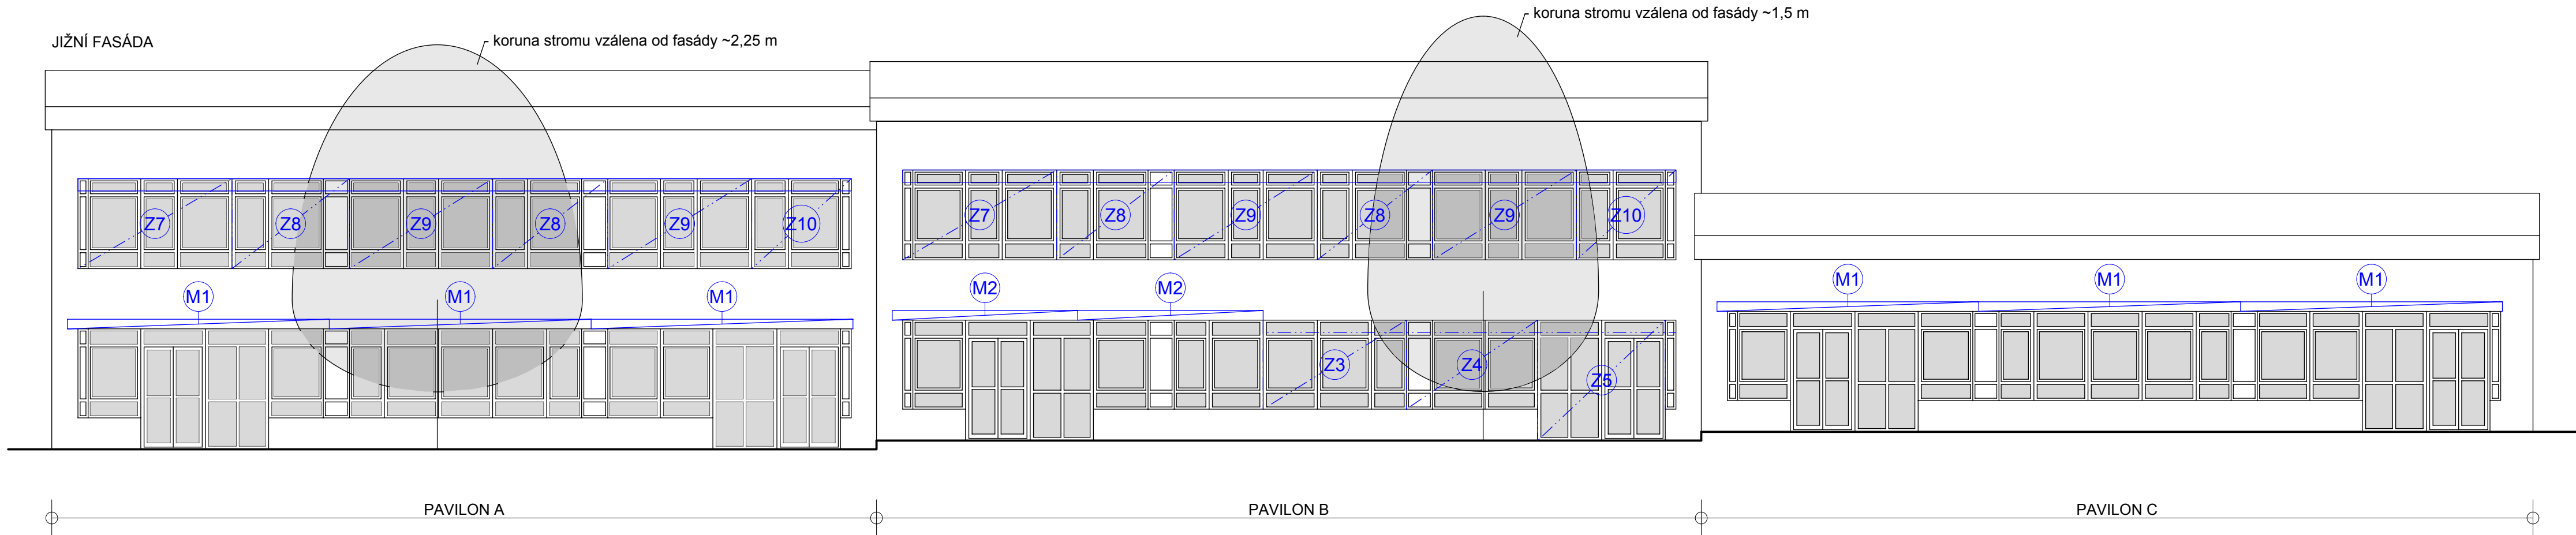 koruna stromu vzálena od fasády ~1,5 m
JIŽNÍ FASÁDA
koruna stromu vzálena od fasády ~2,25 m
Z7 Z8 Z9 Z8 Z9 Z10
Z7 Z8 Z9 Z8 Z9 Z10
M1 M1 M1
M2 M2
M1 M1 M1
Z3 Z4 Z5
PAVILON A
PAVILON B
PAVILON C